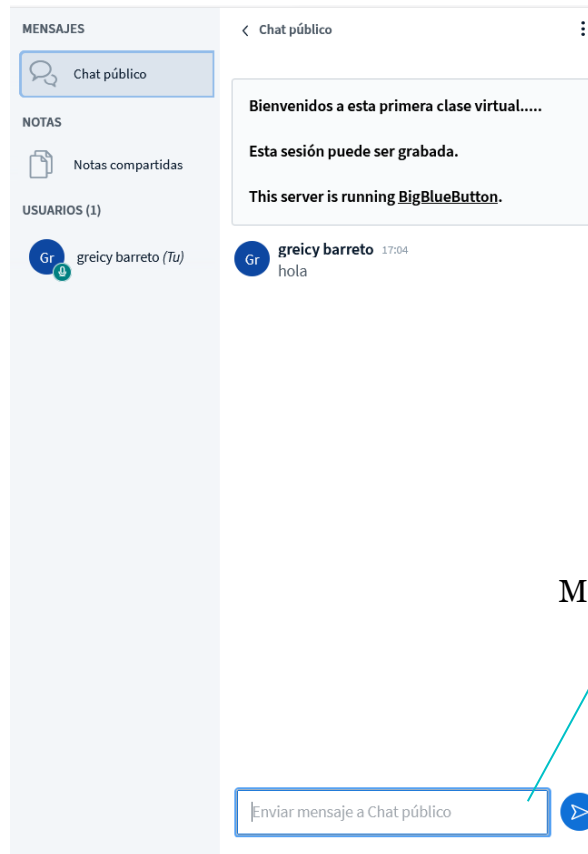 MENSAJES
Chat público
NOTAS
Notas compartidas
USUARIOS (1)
Gr
greicy barreto (Tu)
Chat público
Bienvenidos a esta primera clase virtual.....
Esta sesión puede ser grabada.
This server is running BigBlueButton.
Gr
greicy barreto 17:04
hola
M
Enviar mensaje a Chat público